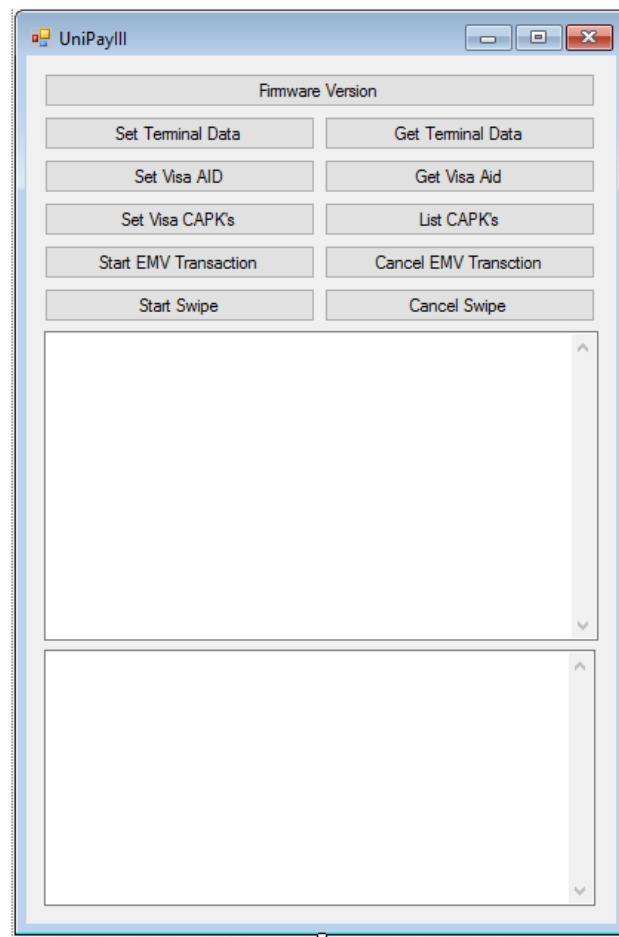 UniPayIII
Firmware Version
Set Terminal Data Get Terminal Data
Set Visa AID Get Visa Aid
Set Visa CAPK's List CAPK's
Start EMV Transaction Cancel EMV Transction
Start Swipe Cancel Swipe